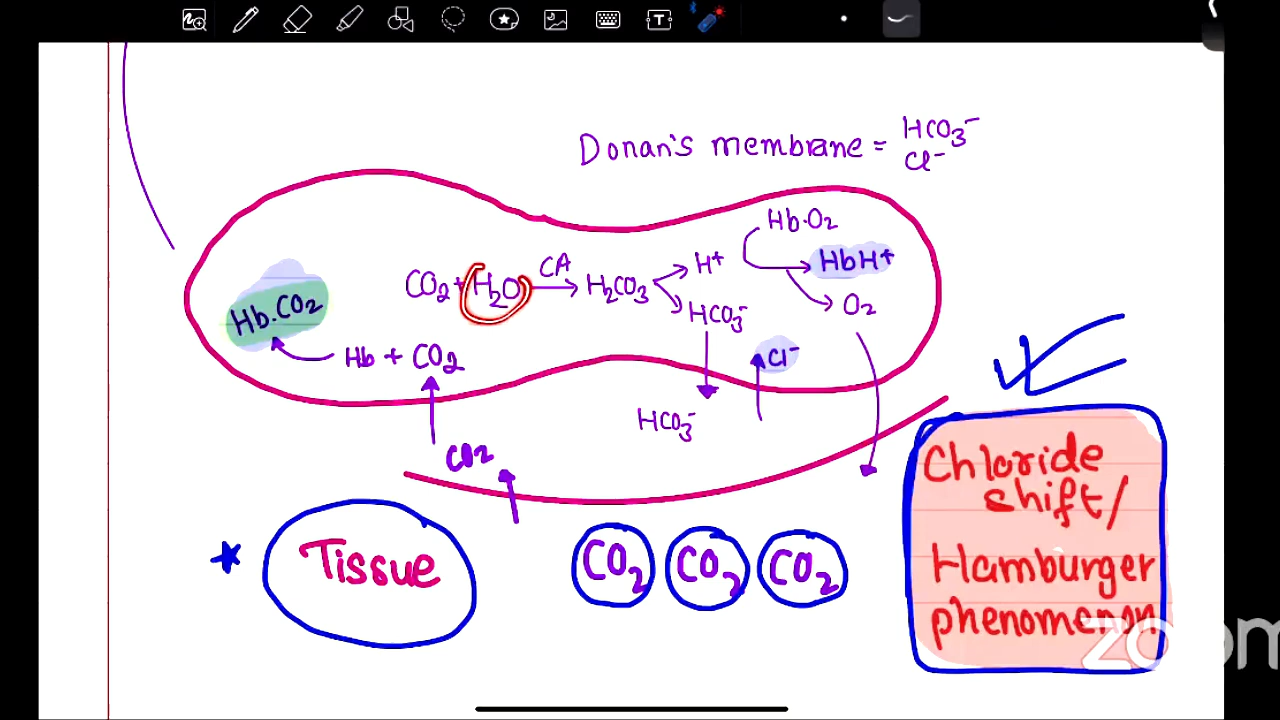 Donan's membrane = HCO3⁻
Cl⁻
Hb·O2
HbH+
O2
CO2 + H2O CA H2CO3 H+
HCO3⁻
Hb.CO2
Hb + CO2
Cl⁻
HCO3⁻
CO2
Tissue
CO2 CO2 CO2
Chloride
shift/
Hamburger
phenomenon
zoom
T